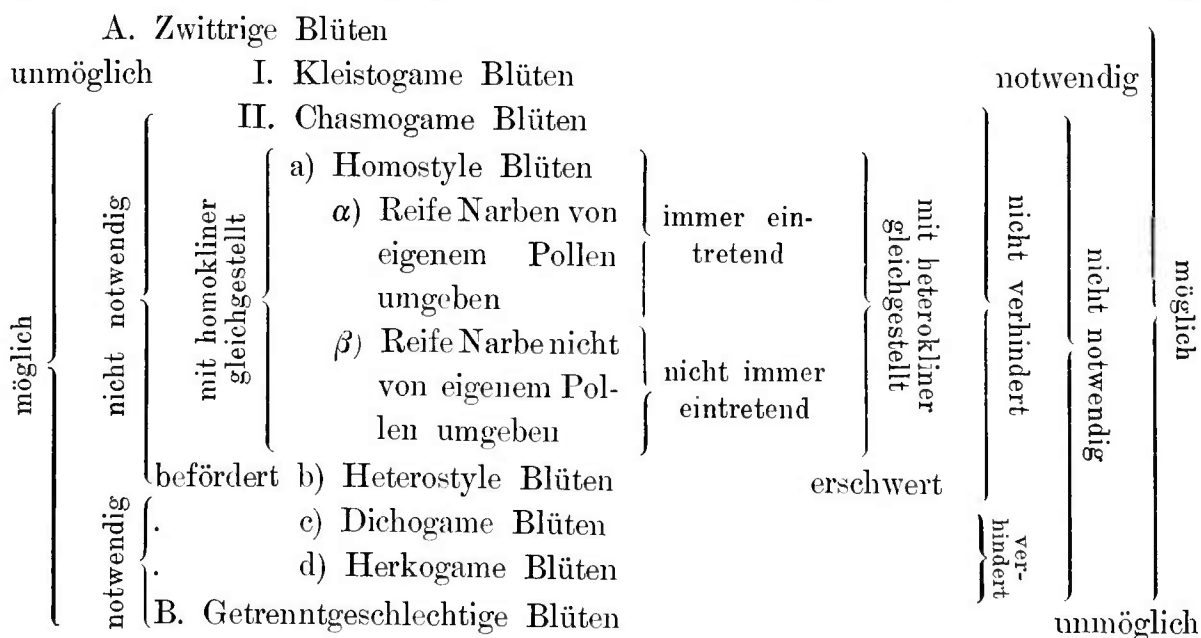 A. Zwittrige Blüten
unmöglich I. Kleistogame Blüten notwendig
II. Chasmogame Blüten
a) Homostyle Blüten
α) Reife Narben von
eigenem Pollen
umgeben
immer ein-
tretend
β) Reife Narbe nicht
von eigenem Pol-
len umgeben
nicht immer
eintretend
möglich
nicht notwendig
mit homokliner
gleichgestellt
mit heterokliner
gleichgestellt
nicht verhindert
nicht notwendig
möglich
befördert b) Heterostyle Blüten erschwert
notwendig
. c) Dichogame Blüten
. d) Herkogame Blüten
ver-
hindert
B. Getrenntgeschlechtige Blüten unmöglich